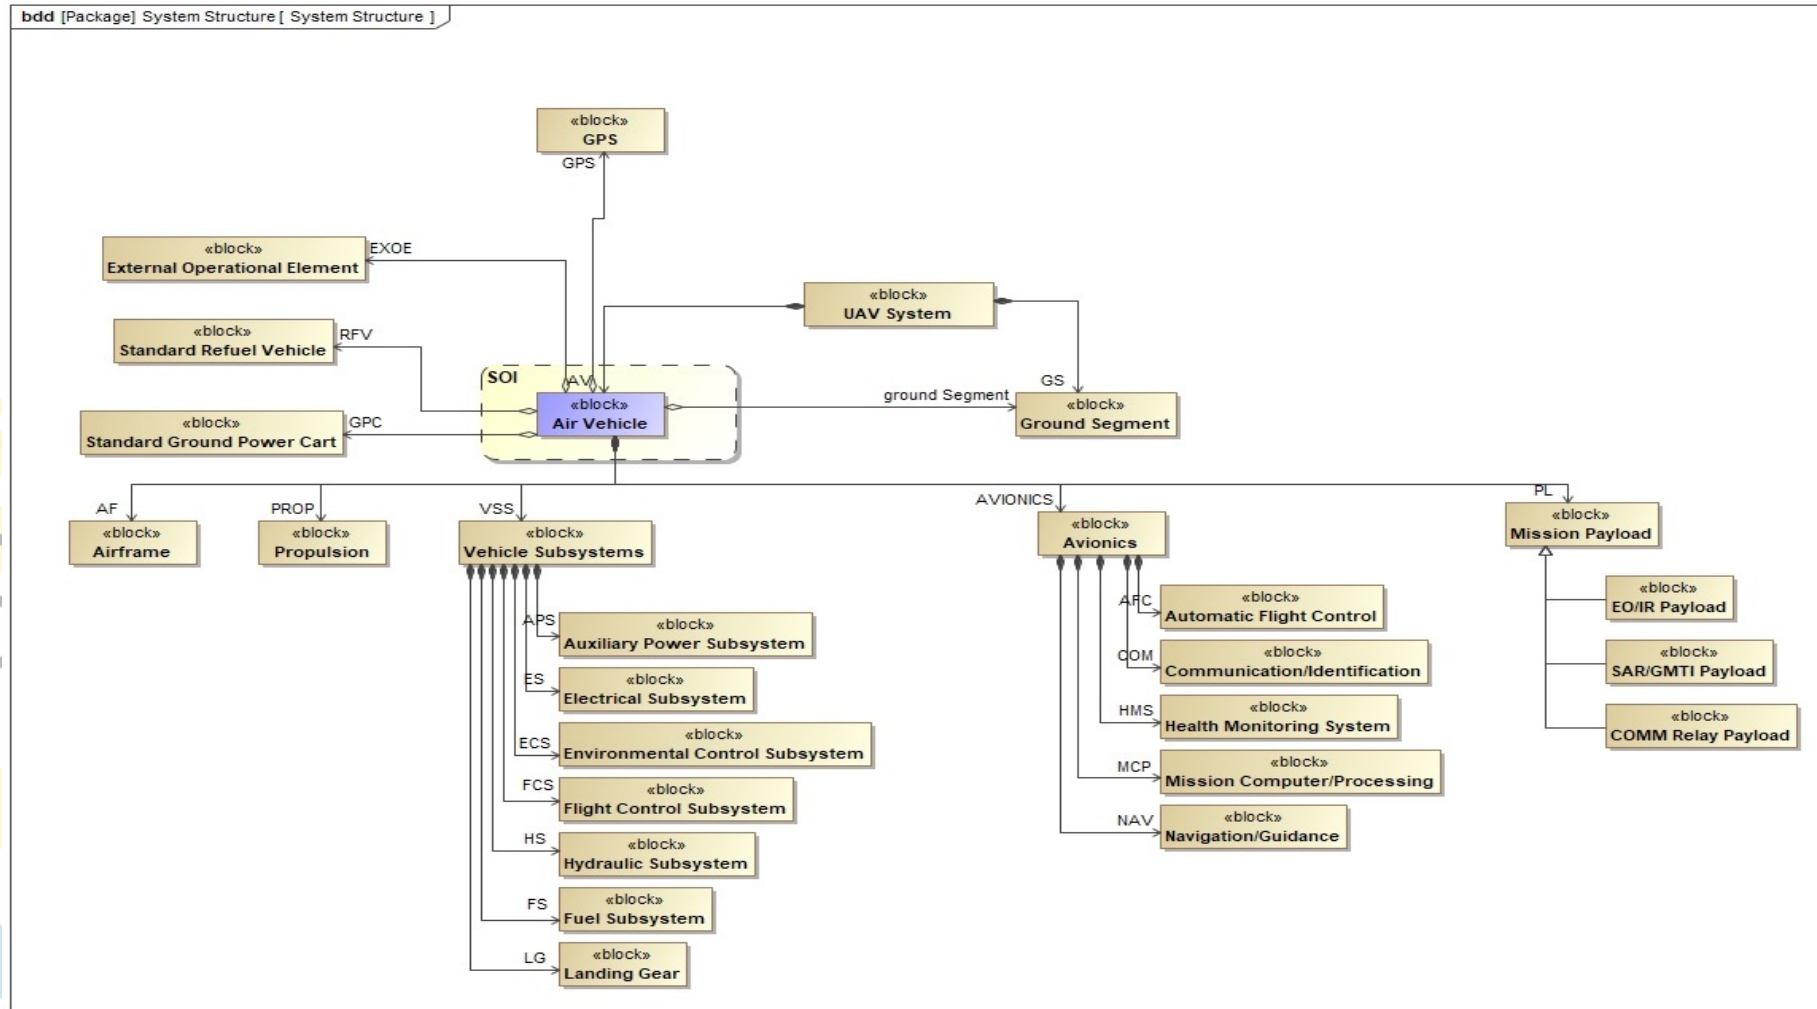 bdd [Package] System Structure [ System Structure ]
«block»
GPS
GPS
«block»
External Operational Element
EXOE
«block»
UAV System
«block»
Standard Refuel Vehicle
RFV
SOI
AV
«block»
Air Vehicle
ground Segment
GS
«block»
Ground Segment
«block»
Standard Ground Power Cart
GPC
AF
«block»
Airframe
PROP
«block»
Propulsion
VSS
«block»
Vehicle Subsystems
AVIONICS
«block»
Avionics
PL
«block»
Mission Payload
APS
«block»
Auxiliary Power Subsystem
ES
«block»
Electrical Subsystem
ECS
«block»
Environmental Control Subsystem
FCS
«block»
Flight Control Subsystem
HS
«block»
Hydraulic Subsystem
FS
«block»
Fuel Subsystem
LG
«block»
Landing Gear
AFC
«block»
Automatic Flight Control
COM
«block»
Communication/Identification
HMS
«block»
Health Monitoring System
MCP
«block»
Mission Computer/Processing
NAV
«block»
Navigation/Guidance
«block»
EO/IR Payload
«block»
SAR/GMTI Payload
«block»
COMM Relay Payload